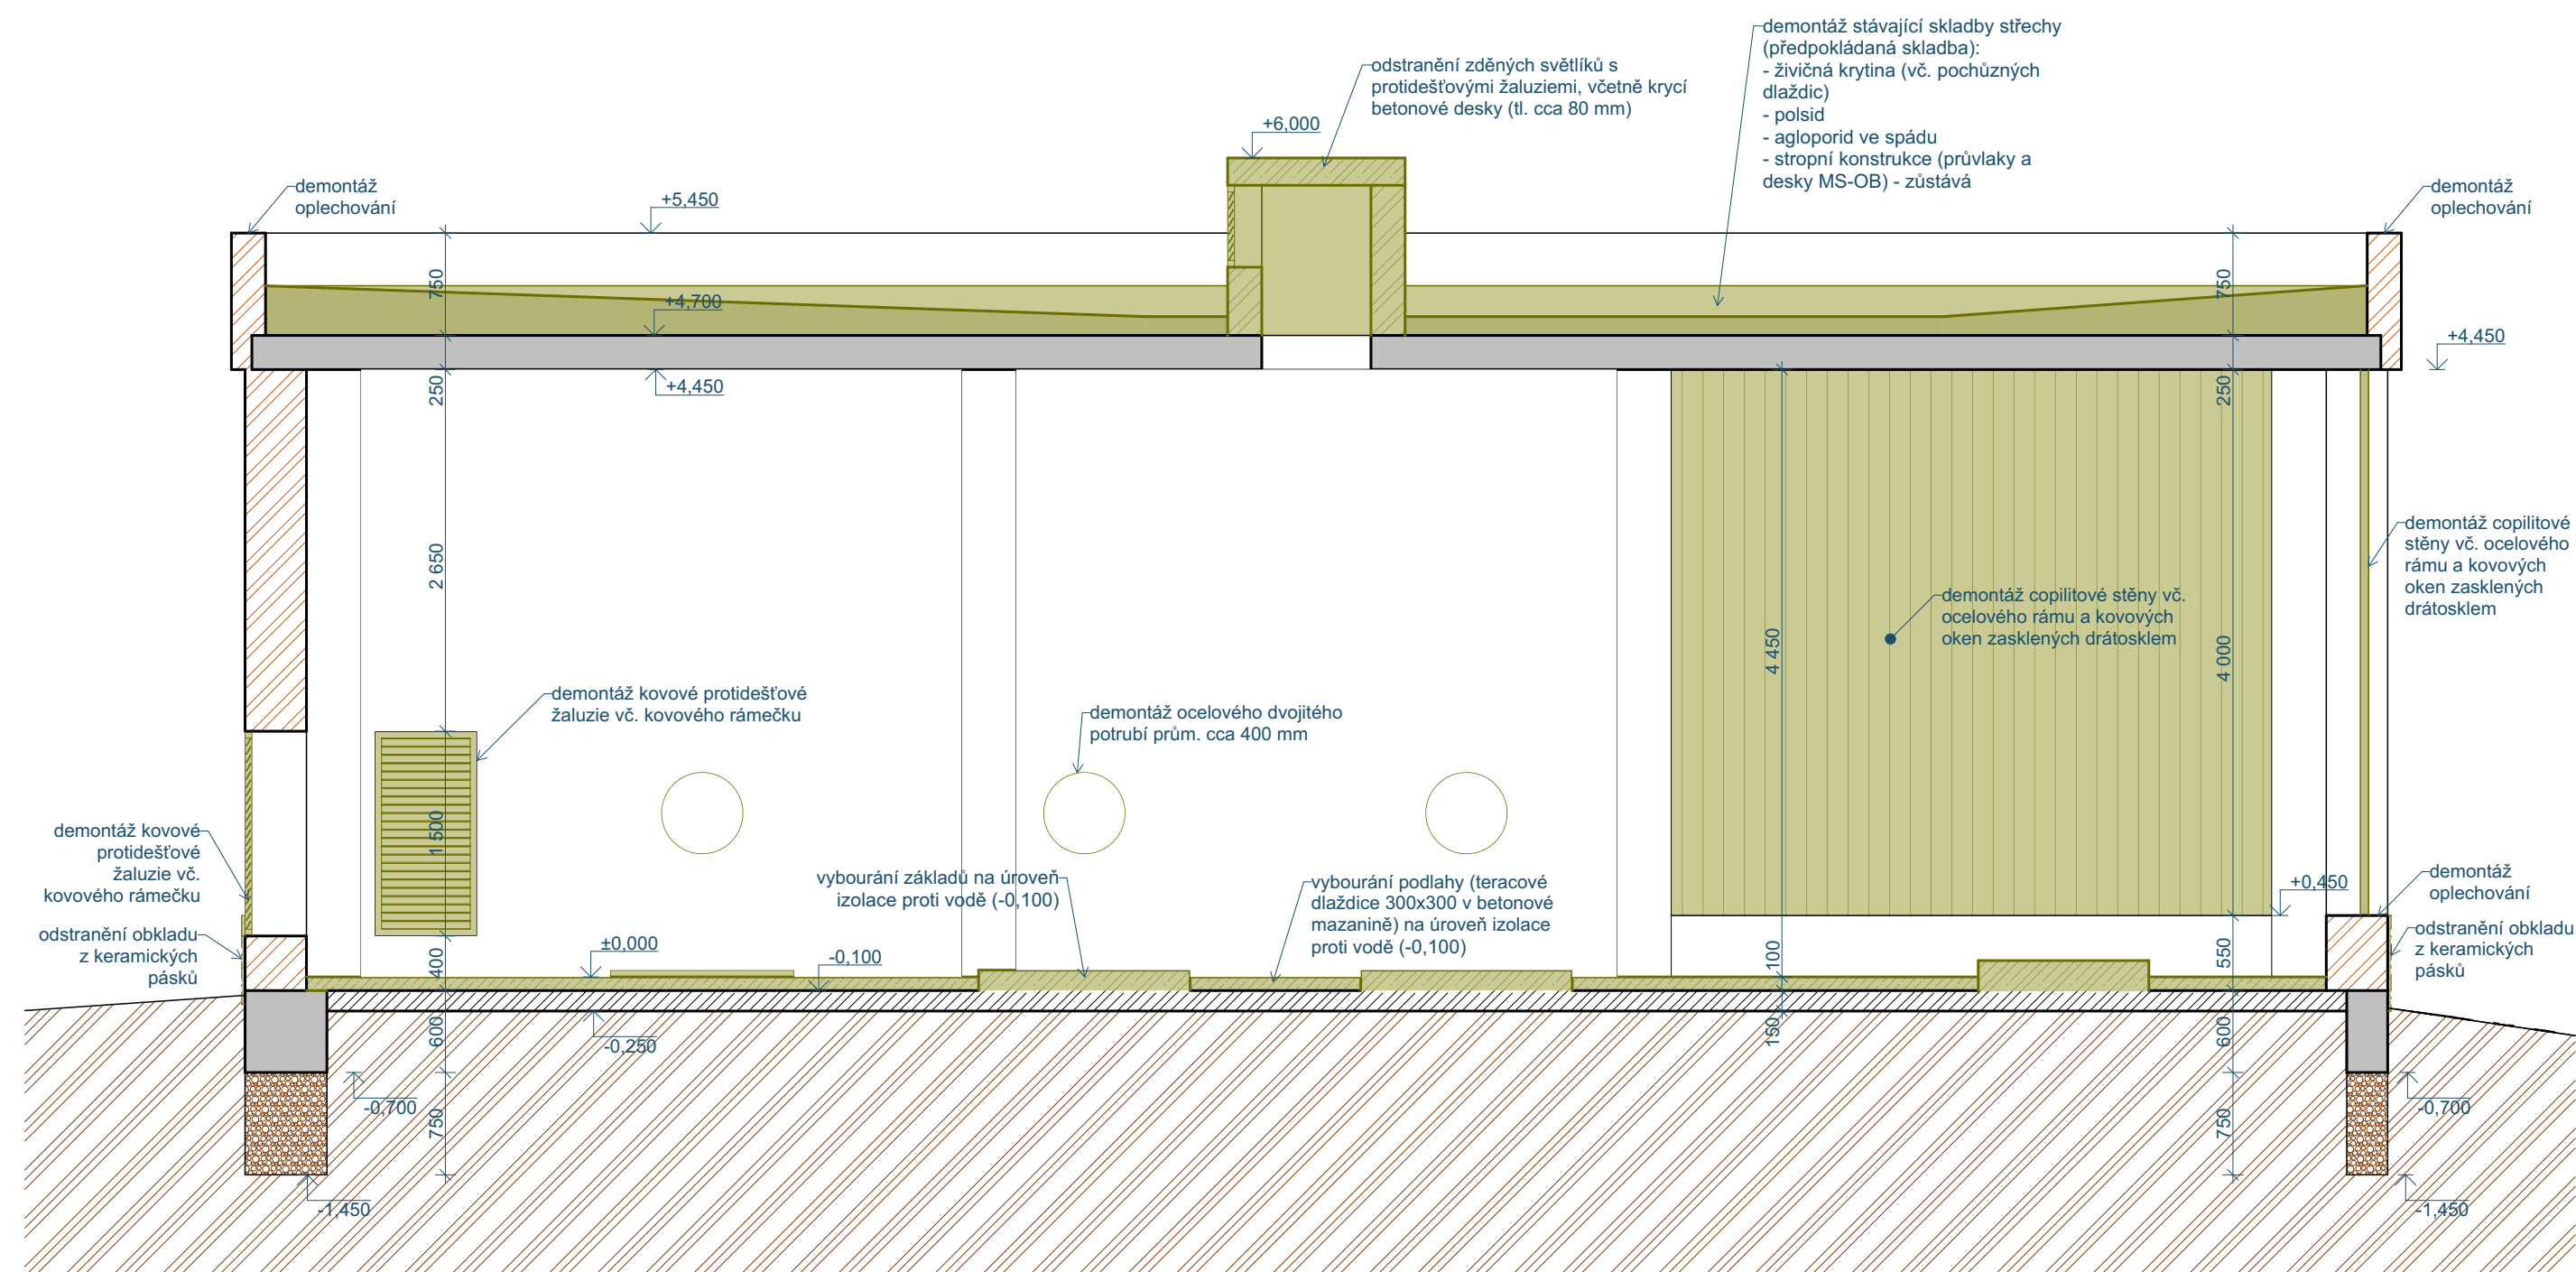 demontáž stávající skladby střechy
(předpokládaná skladba):
- živičná krytina (vč. pochůzných
dlaždic)
- polsid
- agloporid ve spádu
- stropní konstrukce (průvlaky a
desky MS-OB) - zůstává
odstranění zděných světlíků s
protidešťovými žaluziemi, včetně krycí
betonové desky (tl. cca 80 mm)
+6,000
demontáž
oplechování
+5,450
demontáž
oplechování
750
+4,700
750
+4,450
250
+4,450
250
2 650
demontáž copilitové
stěny vč. ocelového
rámu a kovových
oken zasklených
drátosklem
demontáž copilitové stěny vč.
ocelového rámu a kovových
oken zasklených drátosklem
4 450
4 000
demontáž kovové protidešťové
žaluzie vč. kovového rámečku
demontáž ocelového dvojitého
potrubí prům. cca 400 mm
1 500
demontáž kovové
protidešťové
žaluzie vč.
kovového rámečku
vybourání základů na úroveň
izolace proti vodě (-0,100)
vybourání podlahy (teracové
dlaždice 300x300 v betonové
mazanině) na úroveň izolace
proti vodě (-0,100)
+0,450
demontáž
oplechování
odstranění obkladu
z keramických
pásků
odstranění obkladu
z keramických
pásků
±0,000
-0,100
400
100
550
600
-0,250
150
600
-0,700
750
-0,700
750
-1,450
-1,450